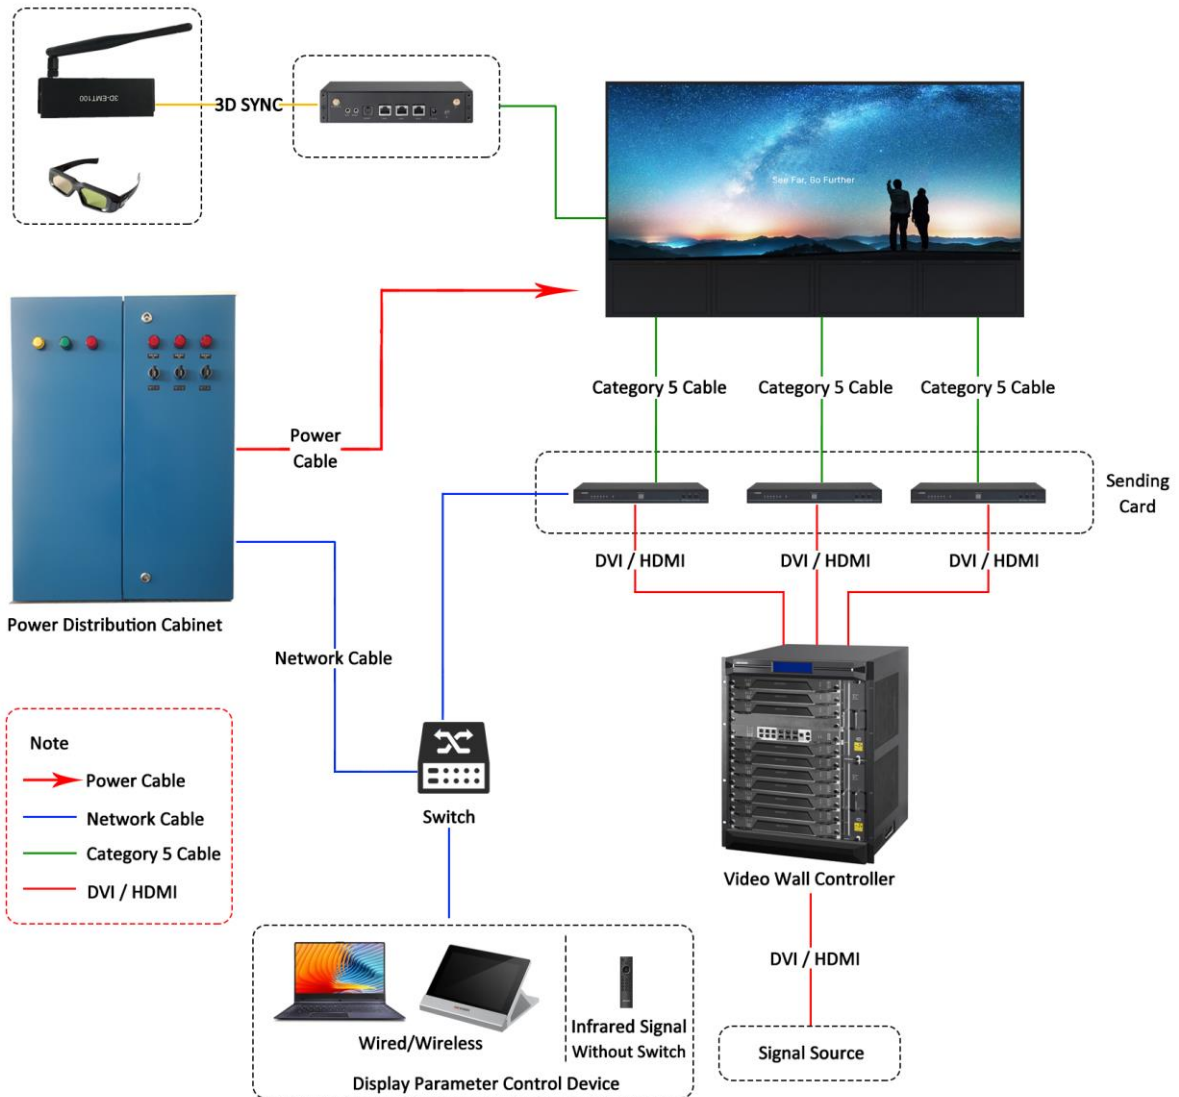 3D-EMT100
3D SYNC
See Far, Go Further
Category 5 Cable
Category 5 Cable
Category 5 Cable
Power
Cable
Sending
Card
DVI / HDMI
DVI / HDMI
DVI / HDMI
Power Distribution Cabinet
Network Cable
Note
Power Cable
Network Cable
Category 5 Cable
DVI / HDMI
Switch
Video Wall Controller
DVI / HDMI
Wired/Wireless
Infrared Signal
Without Switch
Display Parameter Control Device
Signal Source